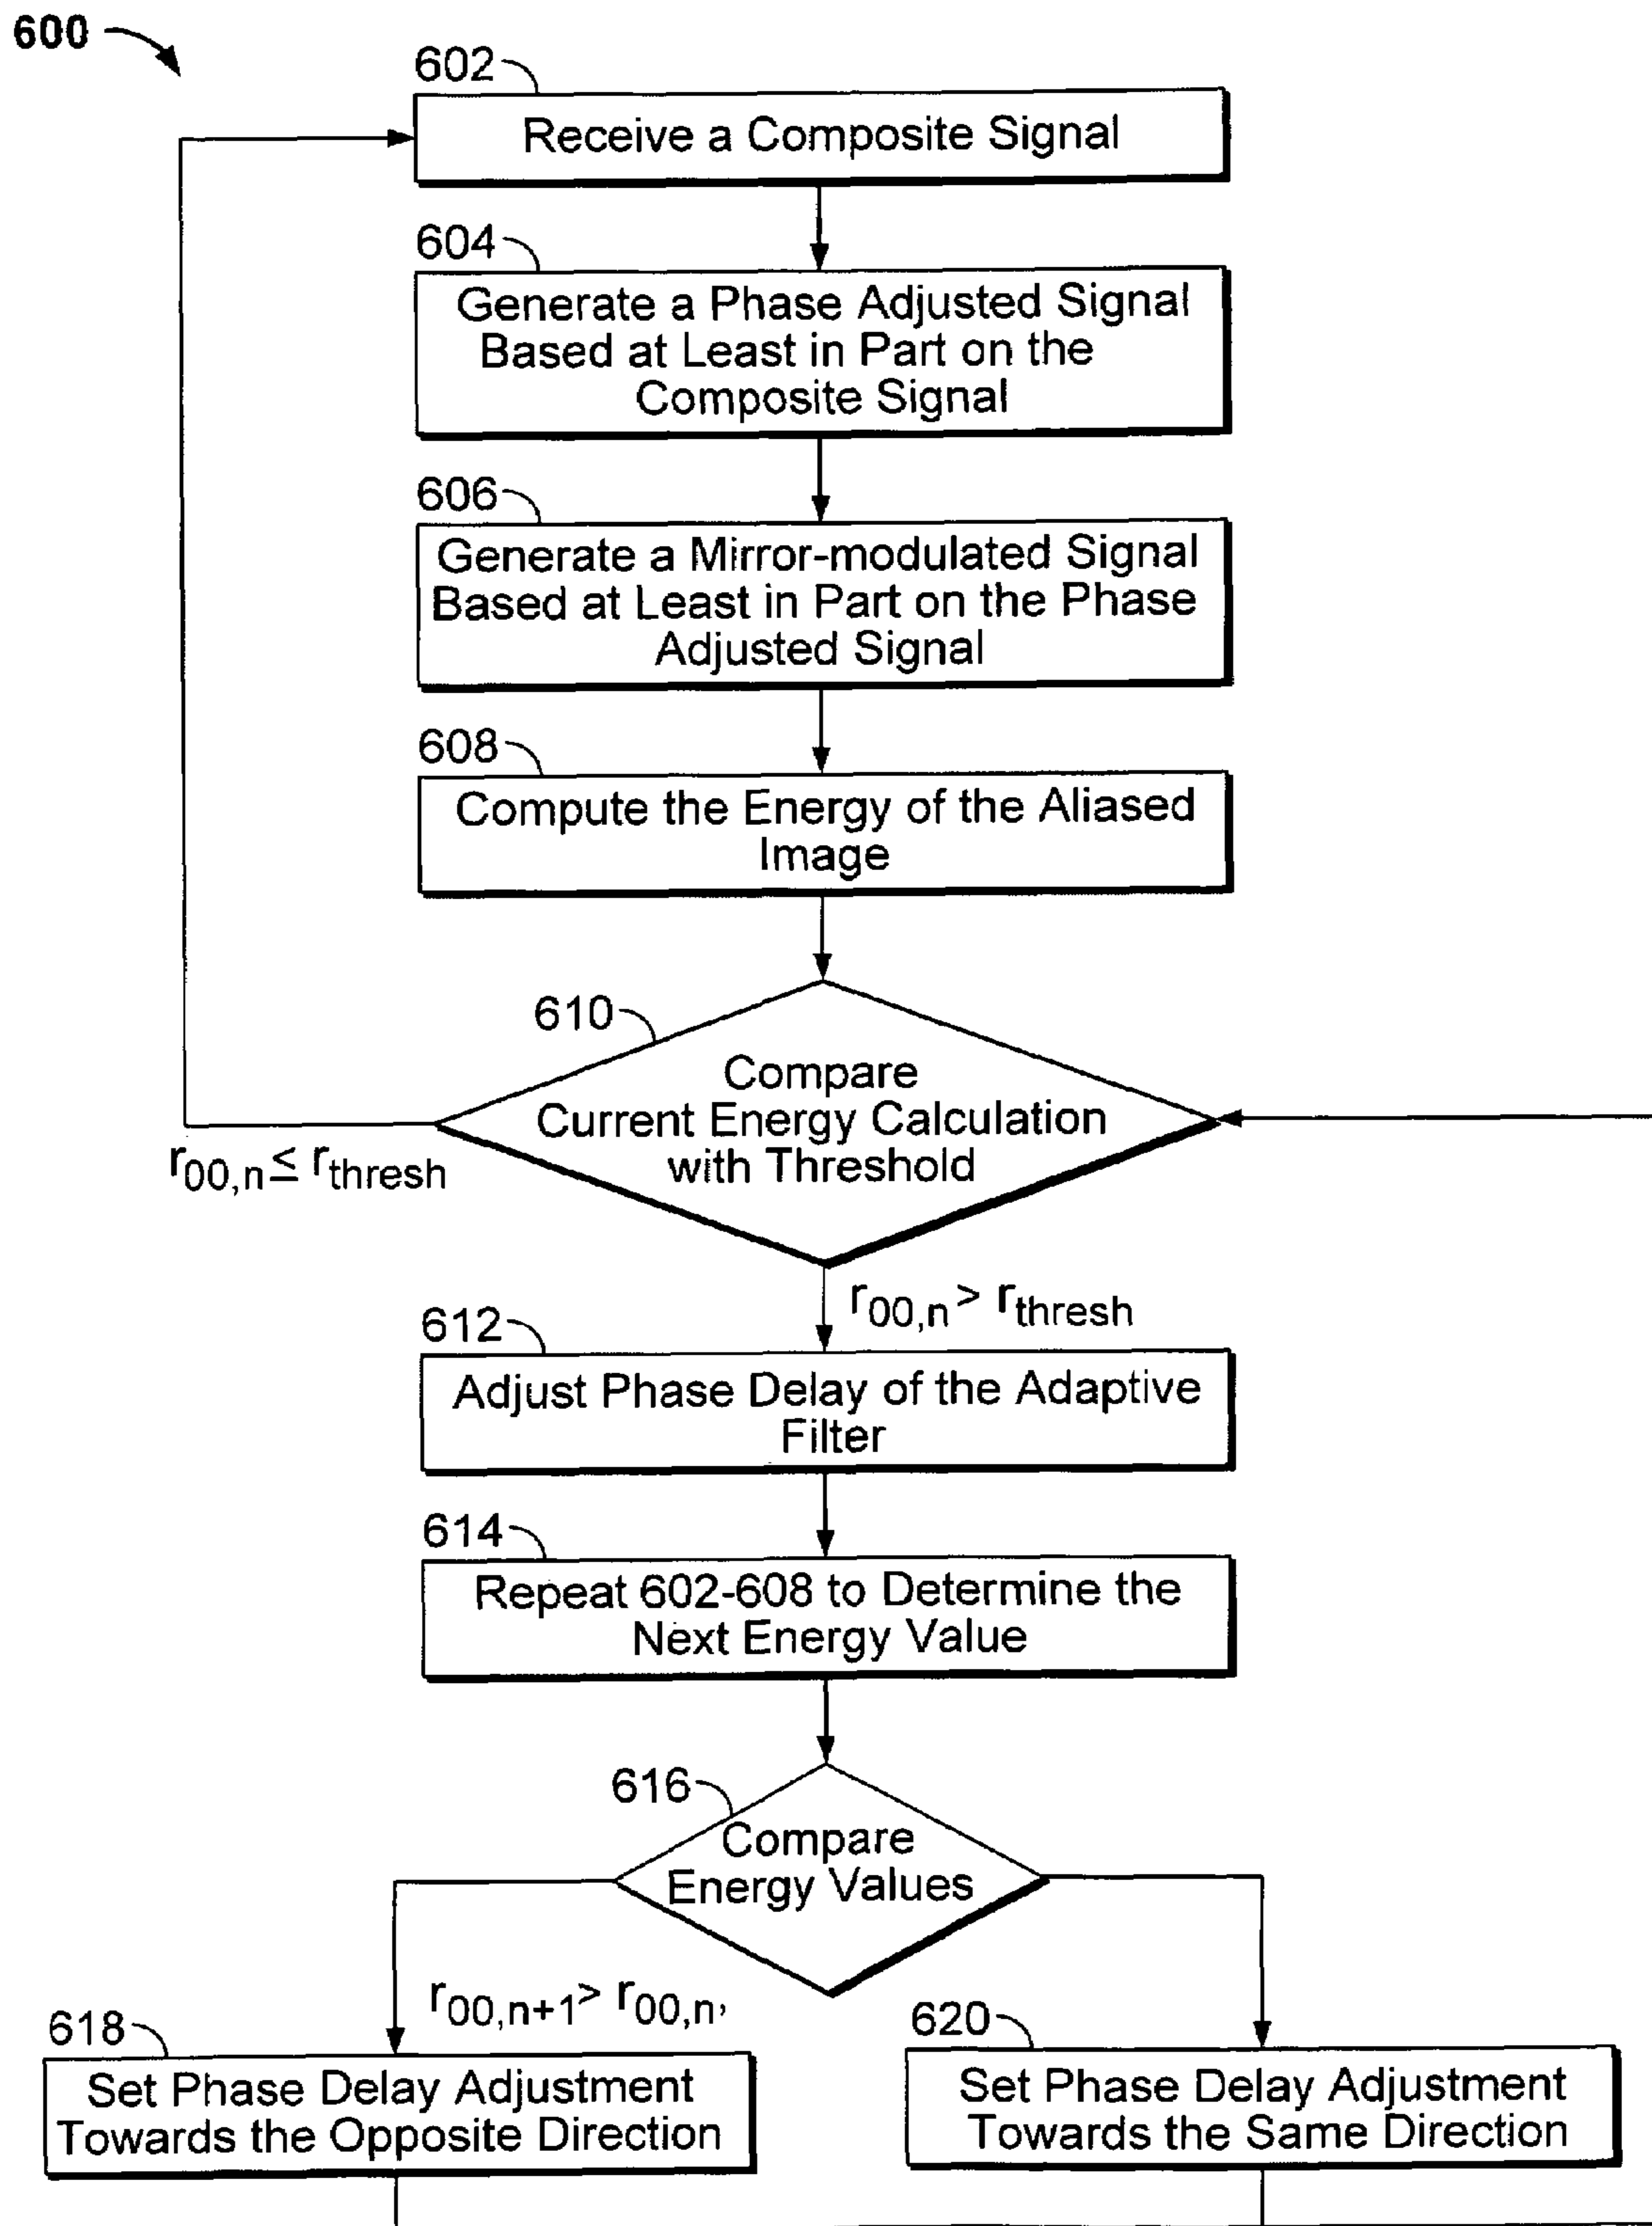 600
602
Receive a Composite Signal
604
Generate a Phase Adjusted Signal
Based at Least in Part on the
Composite Signal
606
Generate a Mirror-modulated Signal
Based at Least in Part on the Phase
Adjusted Signal
608
Compute the Energy of the Aliased
Image
610
Compare
Current Energy Calculation
with Threshold
r00,n ≤ rthresh
r00,n > rthresh
612
Adjust Phase Delay of the Adaptive
Filter
614
Repeat 602-608 to Determine the
Next Energy Value
616
Compare
Energy Values
r00,n+1 > r00,n,
618
Set Phase Delay Adjustment
Towards the Opposite Direction
620
Set Phase Delay Adjustment
Towards the Same Direction